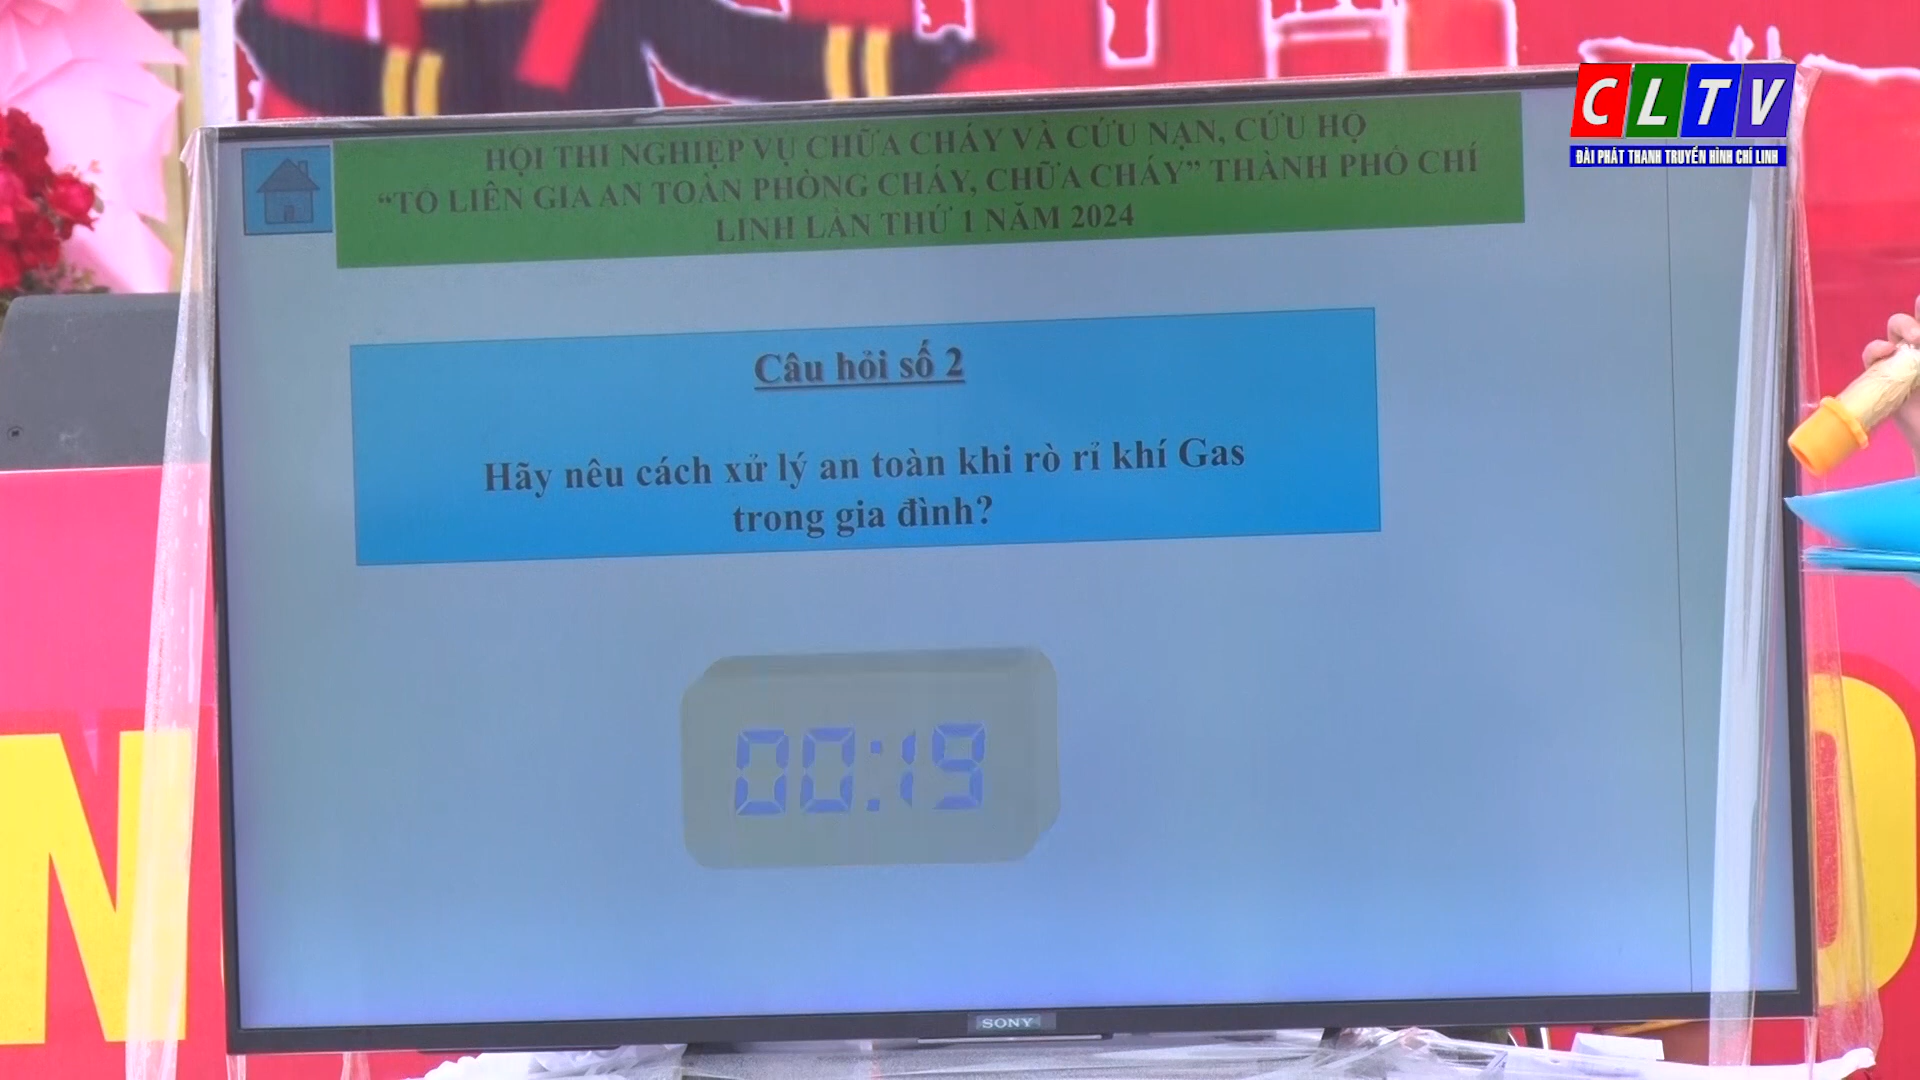 CLTV
ĐÀI PHÁT THANH TRUYỀN HÌNH CHÍ LINH
HỘI THI NGHIỆP VỤ CHỮA CHÁY VÀ CỨU NẠN, CỨU HỘ
“TỔ LIÊN GIA AN TOÀN PHÒNG CHÁY, CHỮA CHÁY” THÀNH PHỐ CHÍ
LINH LẦN THỨ 1 NĂM 2024
Câu hỏi số 2
Hãy nêu cách xử lý an toàn khi rò rỉ khí Gas
trong gia đình?
00:19
SONY